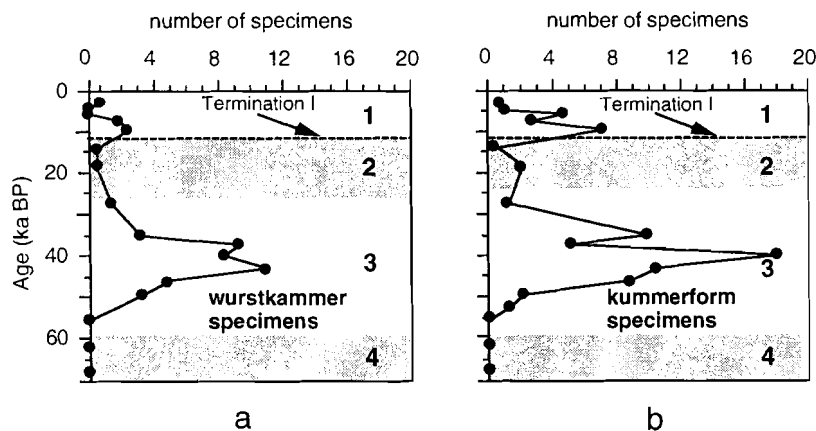 number of specimens
0 4 8 12 16 20
0
20
40
60
Age (ka BP)
Termination I
1
2
3
4
wurstkammer
specimens
a
number of specimens
0 4 8 12 16 20
Termination I
1
2
3
4
kummerform
specimens
b